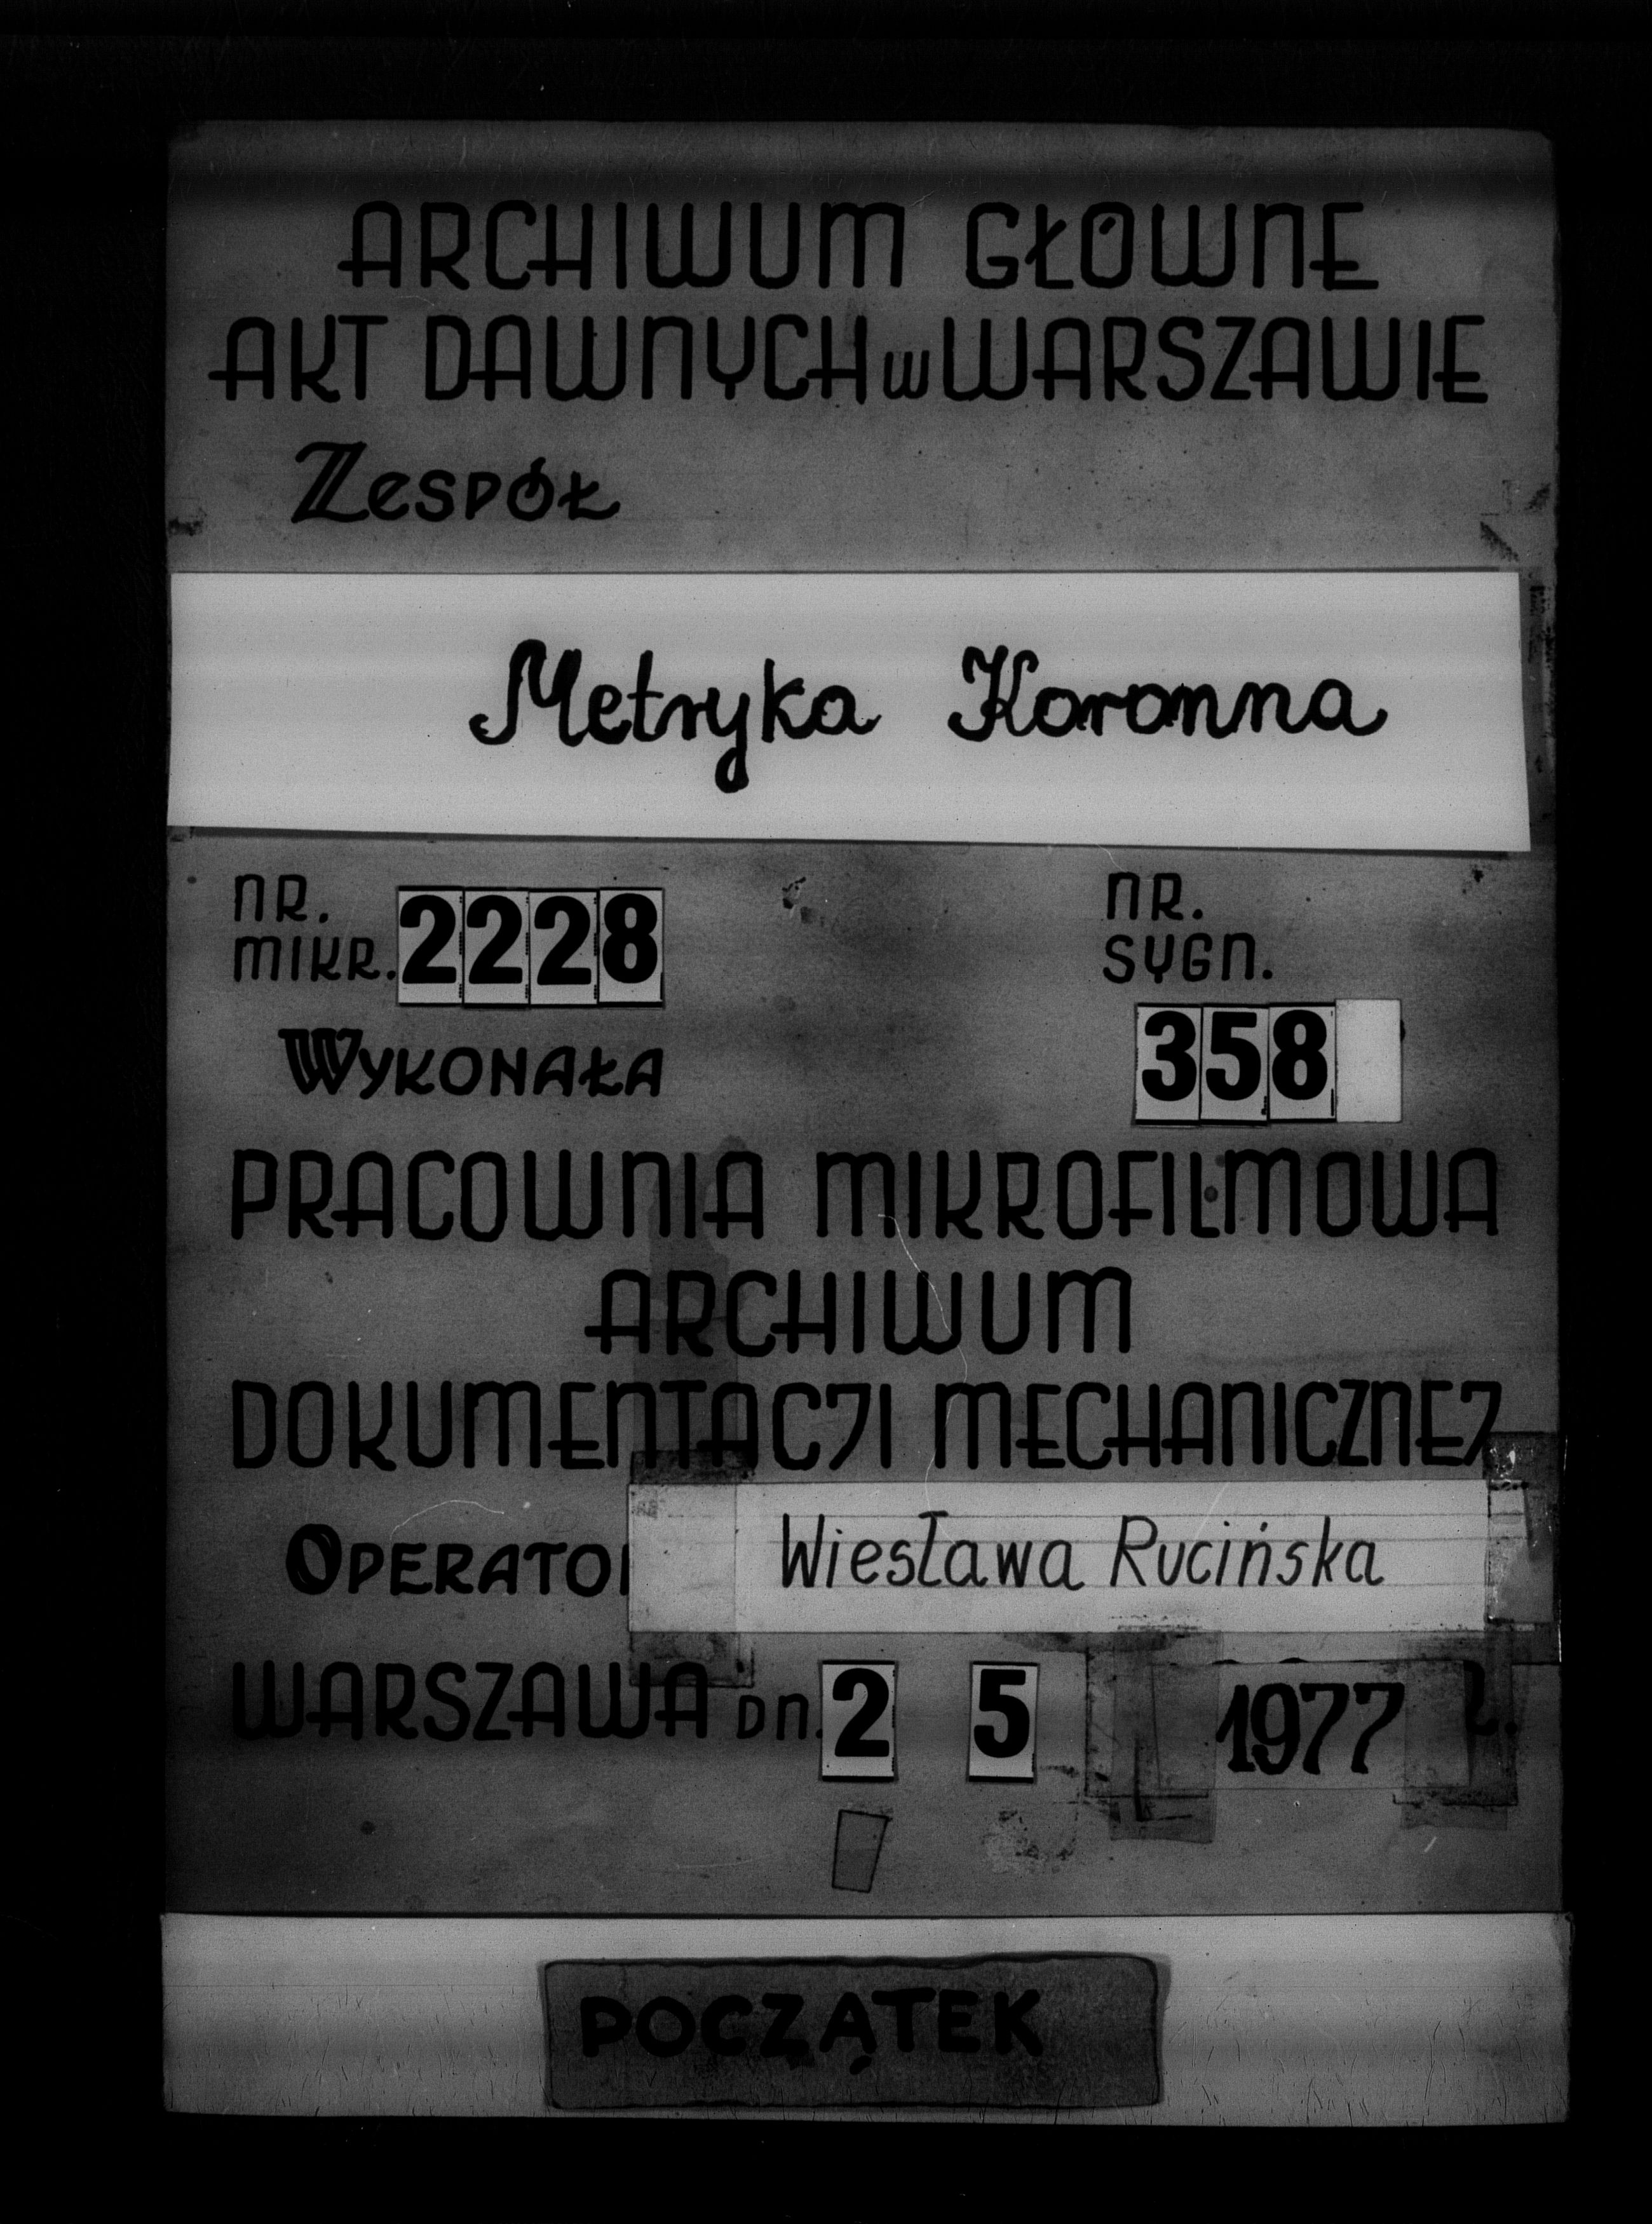 ARCHIWUM GŁÓWNE
AKT DAWNYCH w WARSZAWIE
Zespół
Metryka Koronna
NR. MIKR. 2228
NR. SYGN. 358
WYKONAŁA
PRACOWNIA MIKROFILMOWA
ARCHIWUM
DOKUMENTACJI MECHANICZNEJ
OPERATO Wiesława Rucińska
WARSZAWA DN. 2 5 1977 R.
POCZĄTEK